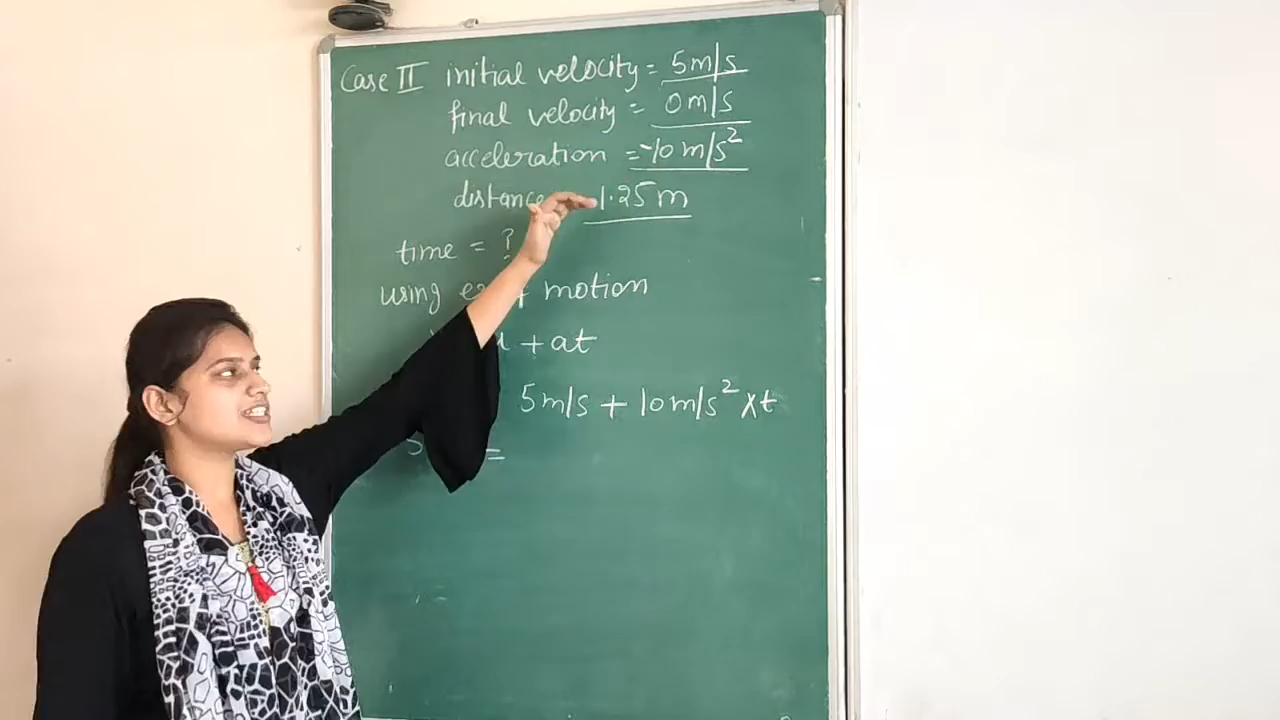 Case II initial velocity = 5m/s
final velocity = 0m/s
acceleration = -10 m/s²
distance 1.25m
time = ?
using motion
+ at
5m/s + 10m/s² × t
=